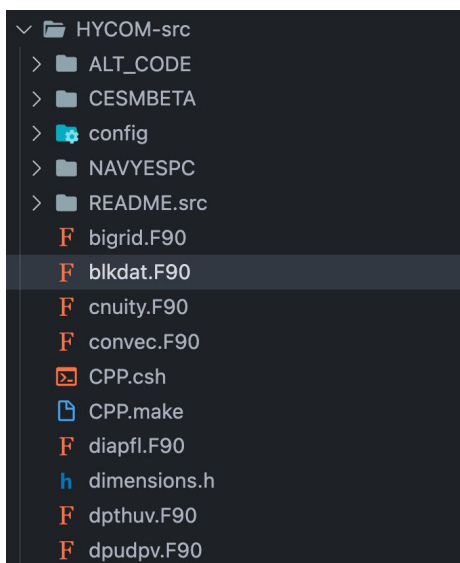 HYCOM-src
ALT_CODE
CESMBETA
config
NAVYESPC
README.src
F bigrid.F90
F blkdat.F90
F cnuity.F90
F convec.F90
CPP.csh
CPP.make
F diapfl.F90
h dimensions.h
F dpthuv.F90
F dpudpv.F90